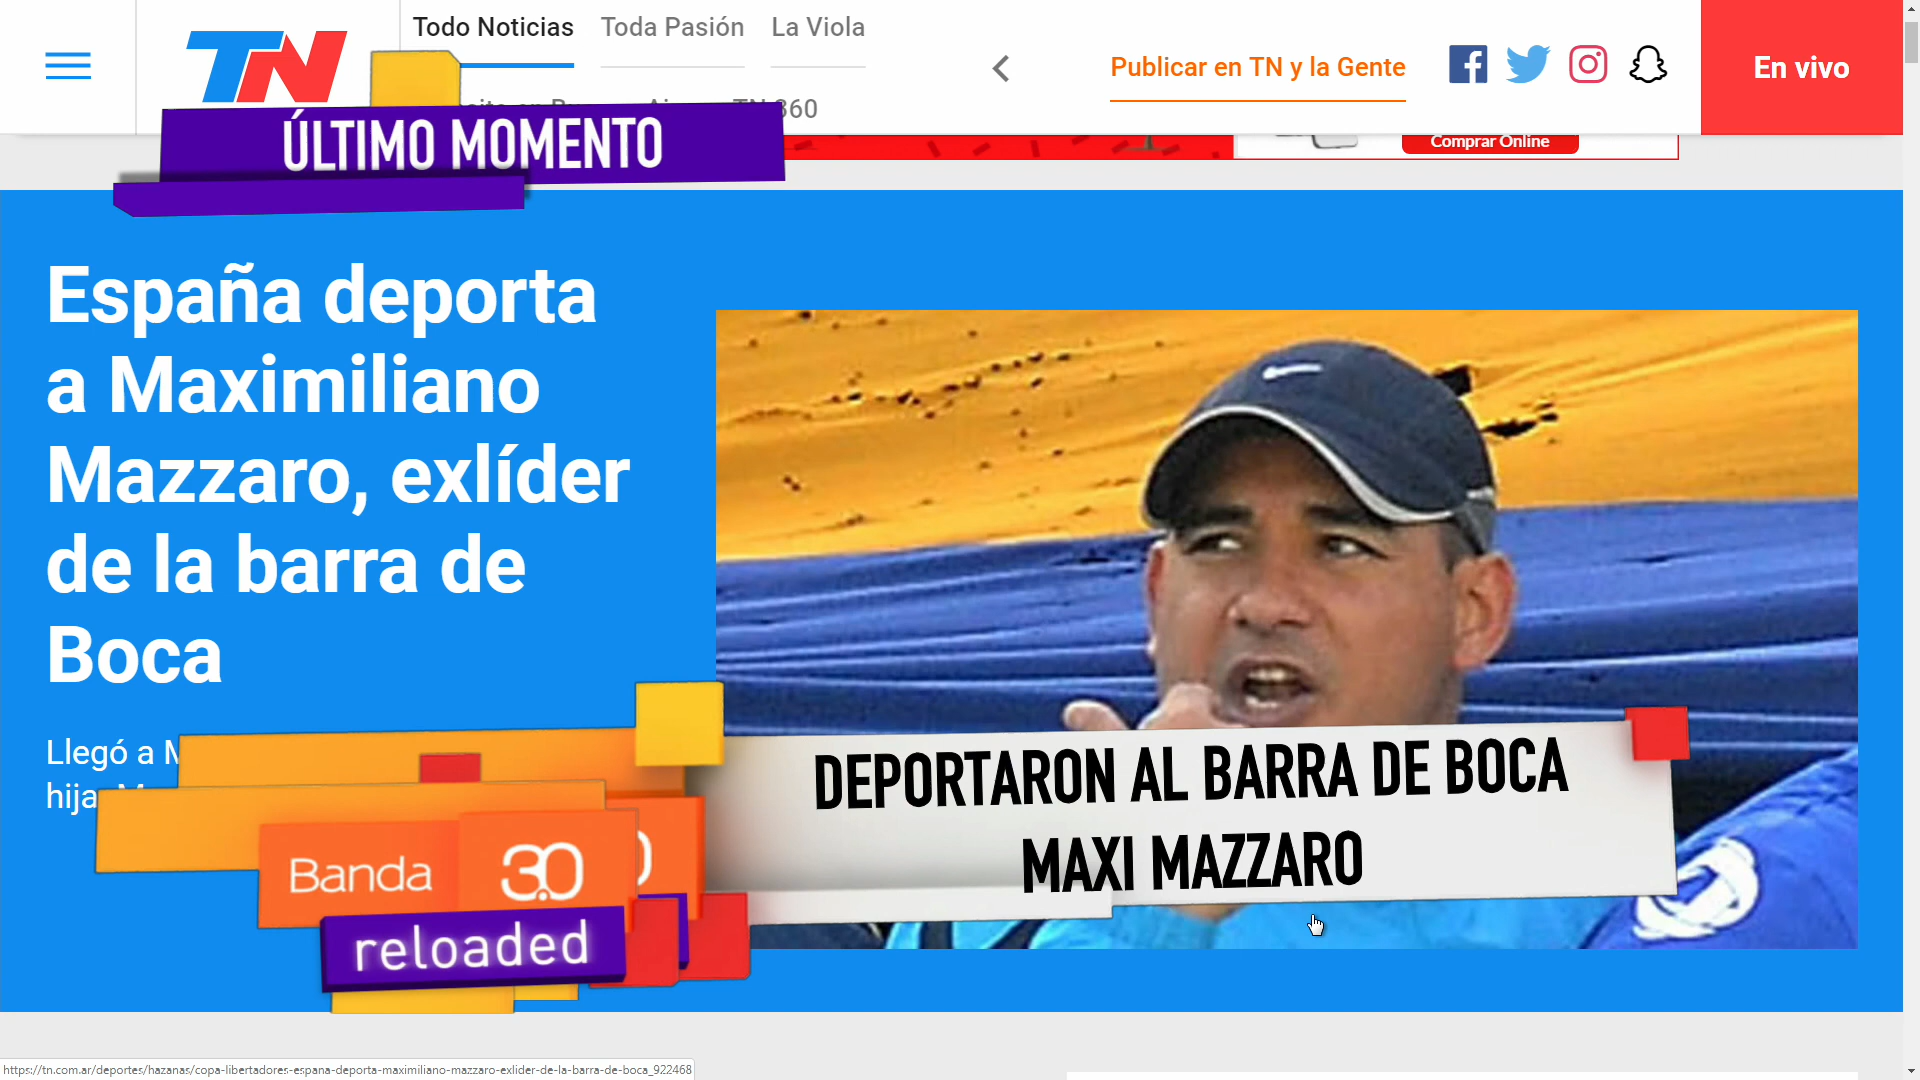 TN
Todo Noticias
Toda Pasión
La Viola
360
Publicar en TN y la Gente
En vivo
Comprar Online
ÚLTIMO MOMENTO
España deporta
a Maximiliano
Mazzaro, exlíder
de la barra de
Boca
Llegó a
hija
DEPORTARON AL BARRA DE BOCA
MAXI MAZZARO
Banda 3.0
reloaded
https://tn.com.ar/deportes/hazanas/copa-libertadores-espana-deporta-maximiliano-mazzaro-exlider-de-la-barra-de-boca_922468